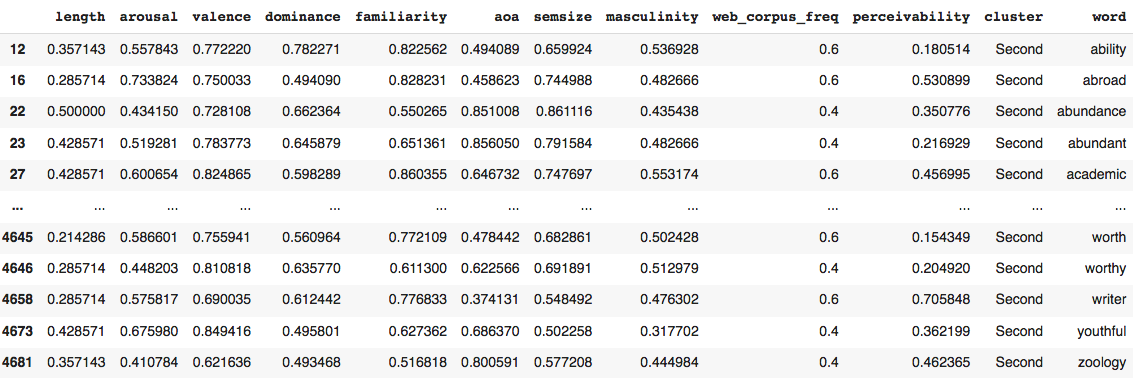 length arousal valence dominance familiarity aoa semsize masculinity web_corpus_freq perceivability cluster word
12 0.357143 0.557843 0.772220 0.782271 0.822562 0.494089 0.659924 0.536928 0.6 0.180514 Second ability
16 0.285714 0.733824 0.750033 0.494090 0.828231 0.458623 0.744988 0.482666 0.6 0.530899 Second abroad
22 0.500000 0.434150 0.728108 0.662364 0.550265 0.851008 0.861116 0.435438 0.4 0.350776 Second abundance
23 0.428571 0.519281 0.783773 0.645879 0.651361 0.856050 0.791584 0.482666 0.4 0.216929 Second abundant
27 0.428571 0.600654 0.824865 0.598289 0.860355 0.646732 0.747697 0.553174 0.6 0.456995 Second academic
... ... ... ... ... ... ... ... ... ... ... ... ...
4645 0.214286 0.586601 0.755941 0.560964 0.772109 0.478442 0.682861 0.502428 0.6 0.154349 Second worth
4646 0.285714 0.448203 0.810818 0.635770 0.611300 0.622566 0.691891 0.512979 0.4 0.204920 Second worthy
4658 0.285714 0.575817 0.690035 0.612442 0.776833 0.374131 0.548492 0.476302 0.6 0.705848 Second writer
4673 0.428571 0.675980 0.849416 0.495801 0.627362 0.686370 0.502258 0.317702 0.4 0.362199 Second youthful
4681 0.357143 0.410784 0.621636 0.493468 0.516818 0.800591 0.577208 0.444984 0.4 0.462365 Second zoology